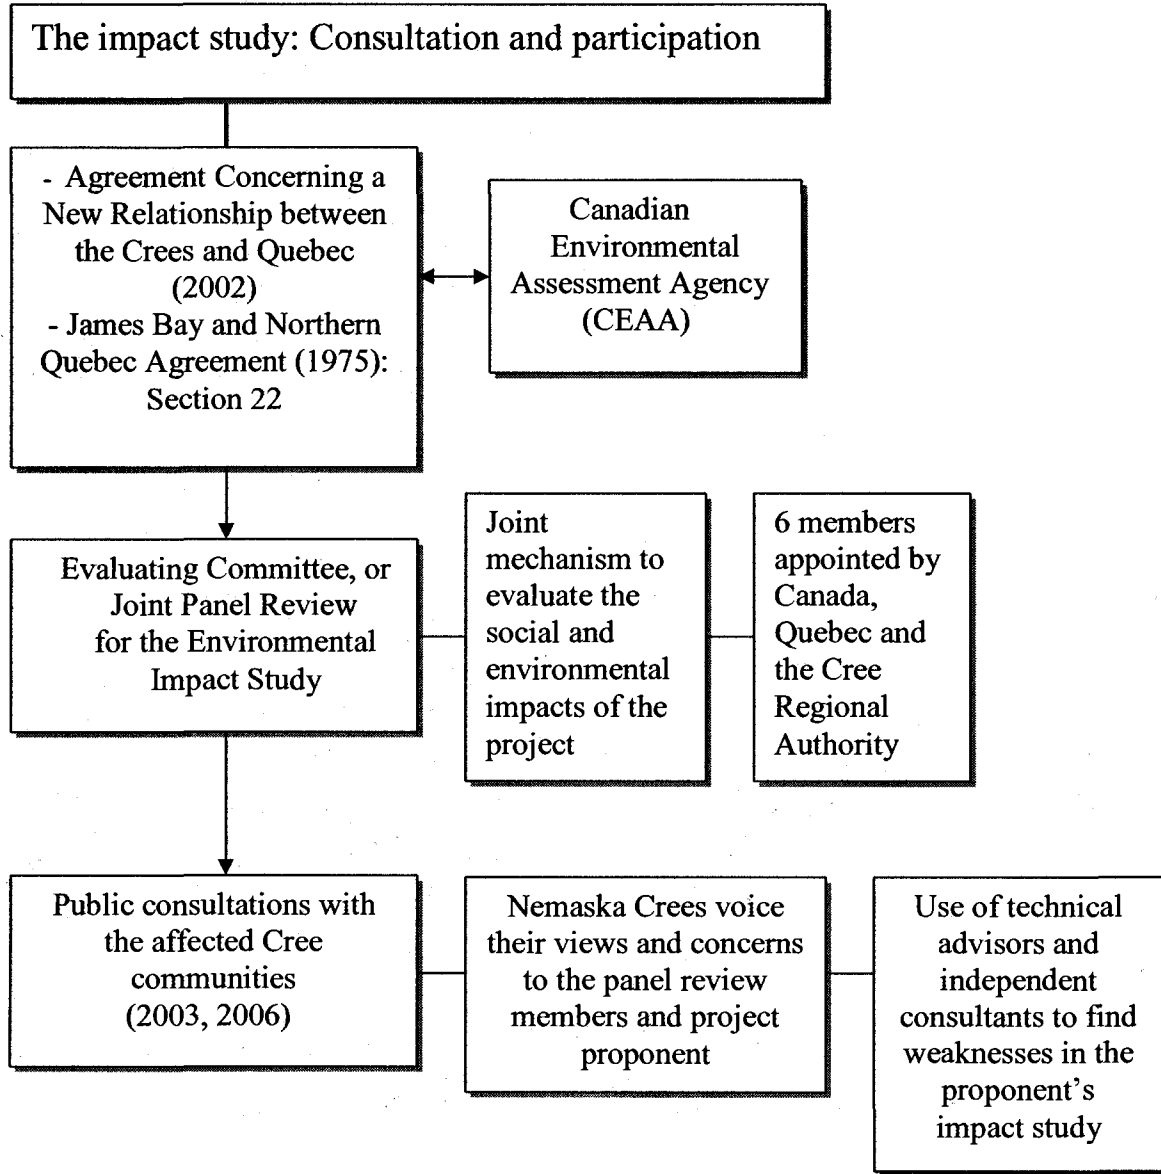 The impact study: Consultation and participation
- Agreement Concerning a
New Relationship between
the Crees and Quebec
(2002)
- James Bay and Northern
Quebec Agreement (1975):
Section 22
Canadian
Environmental
Assessment Agency
(CEAA)
Evaluating Committee, or
Joint Panel Review
for the Environmental
Impact Study
Joint
mechanism to
evaluate the
social and
environmental
impacts of the
project
6 members
appointed by
Canada,
Quebec and
the Cree
Regional
Authority
Public consultations with
the affected Cree
communities
(2003, 2006)
Nemaska Crees voice
their views and concerns
to the panel review
members and project
proponent
Use of technical
advisors and
independent
consultants to find
weaknesses in the
proponent's
impact study